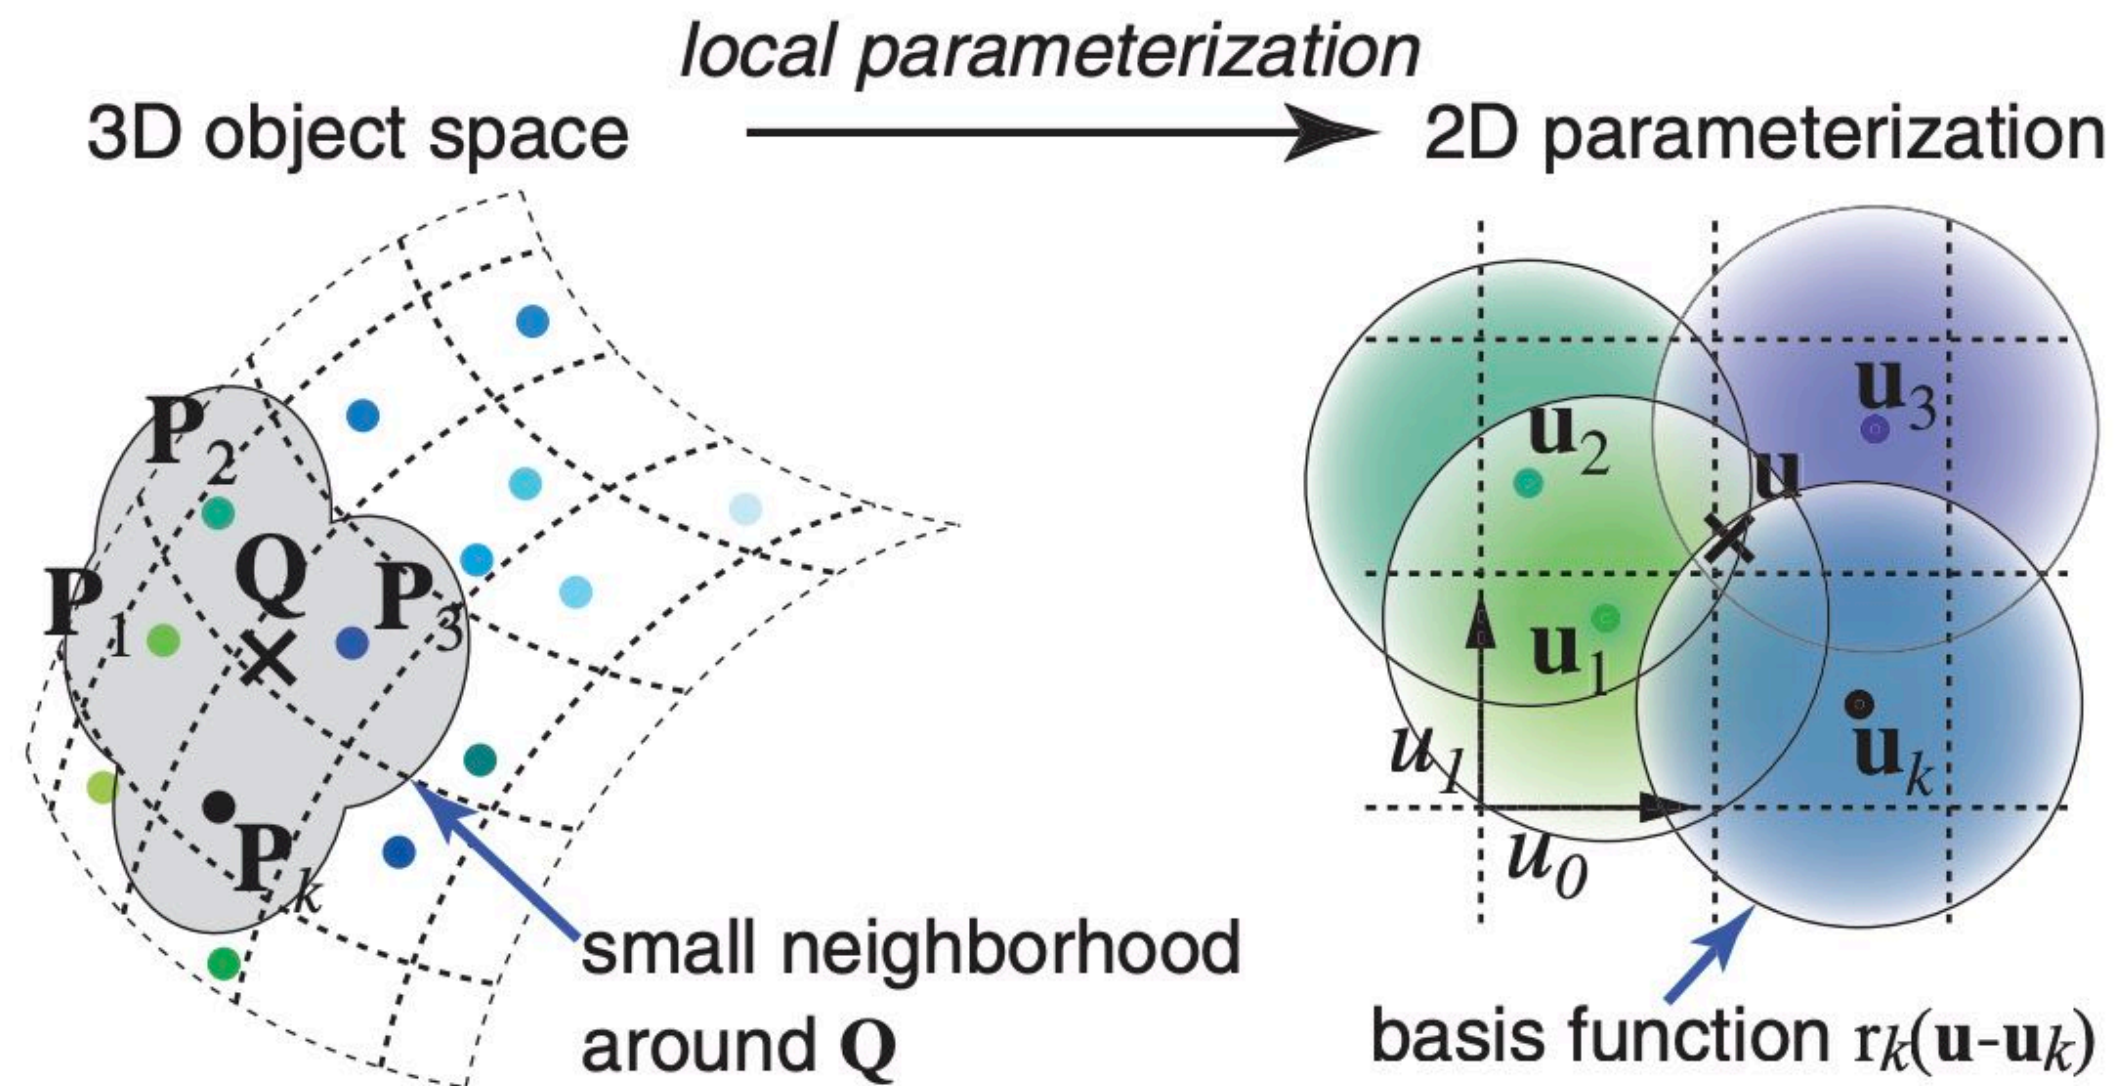 local parameterization
3D object space
2D parameterization
P2
Q
P1
P3
Pk
small neighborhood
around Q
u3
u2
u
u1
uk
u1
u0
basis function rk(u-uk)